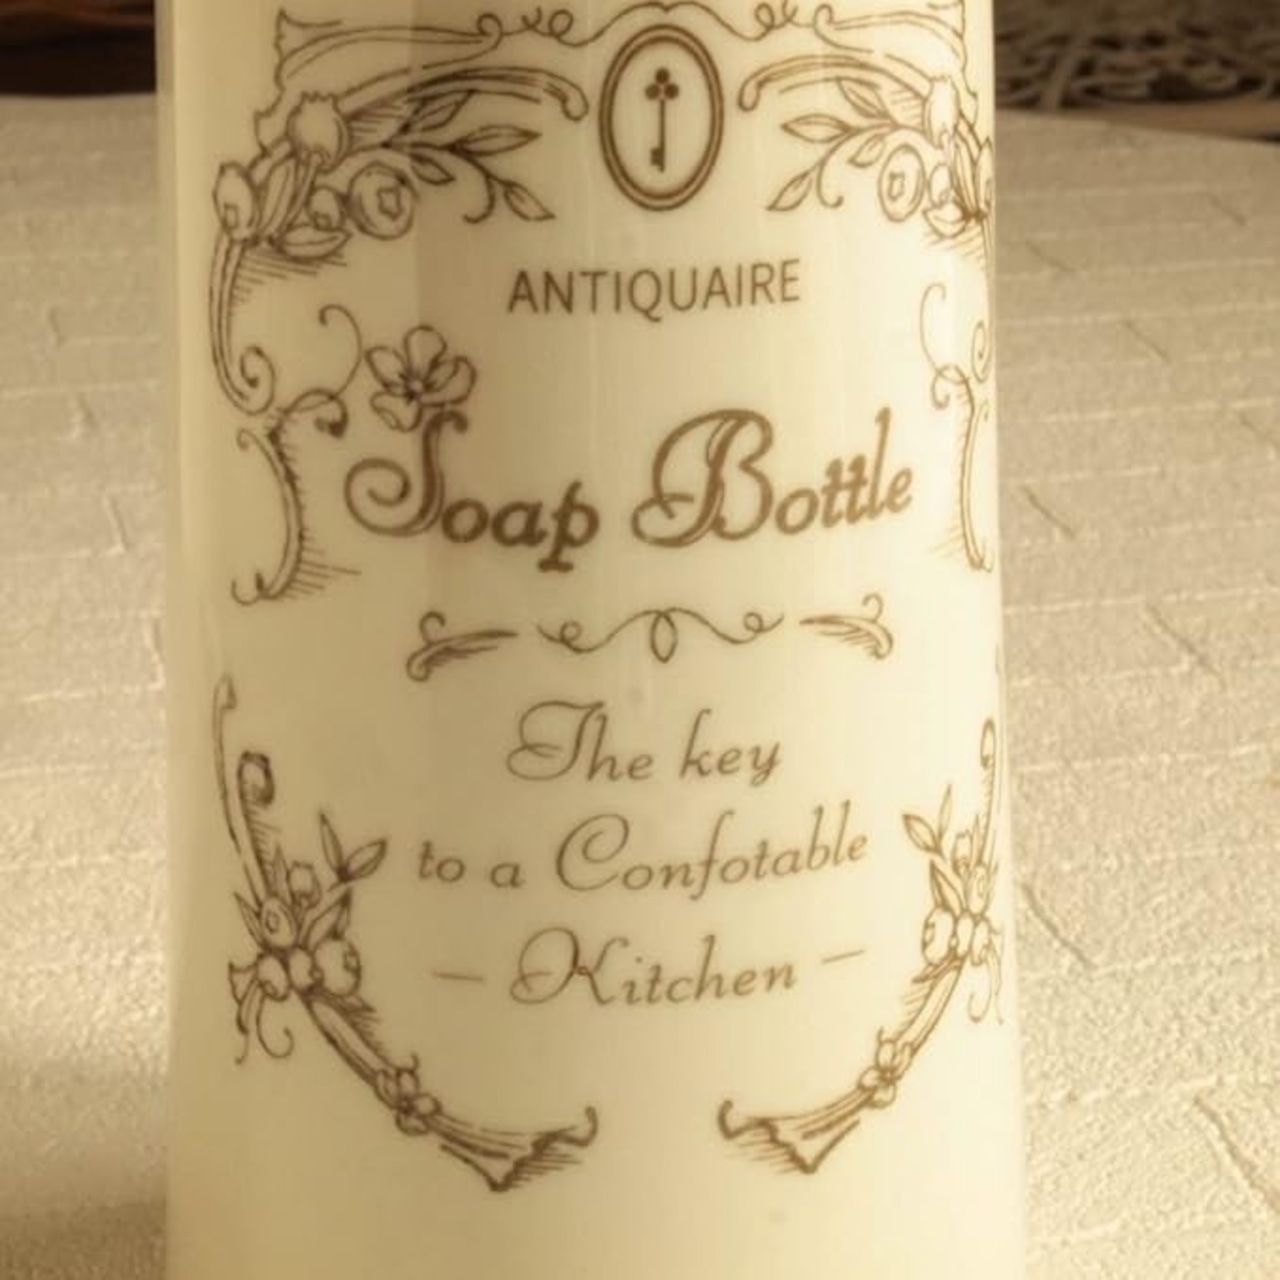 ANTIQUAIRE
Soap Bottle
The key
to a Confotable
– Kitchen –